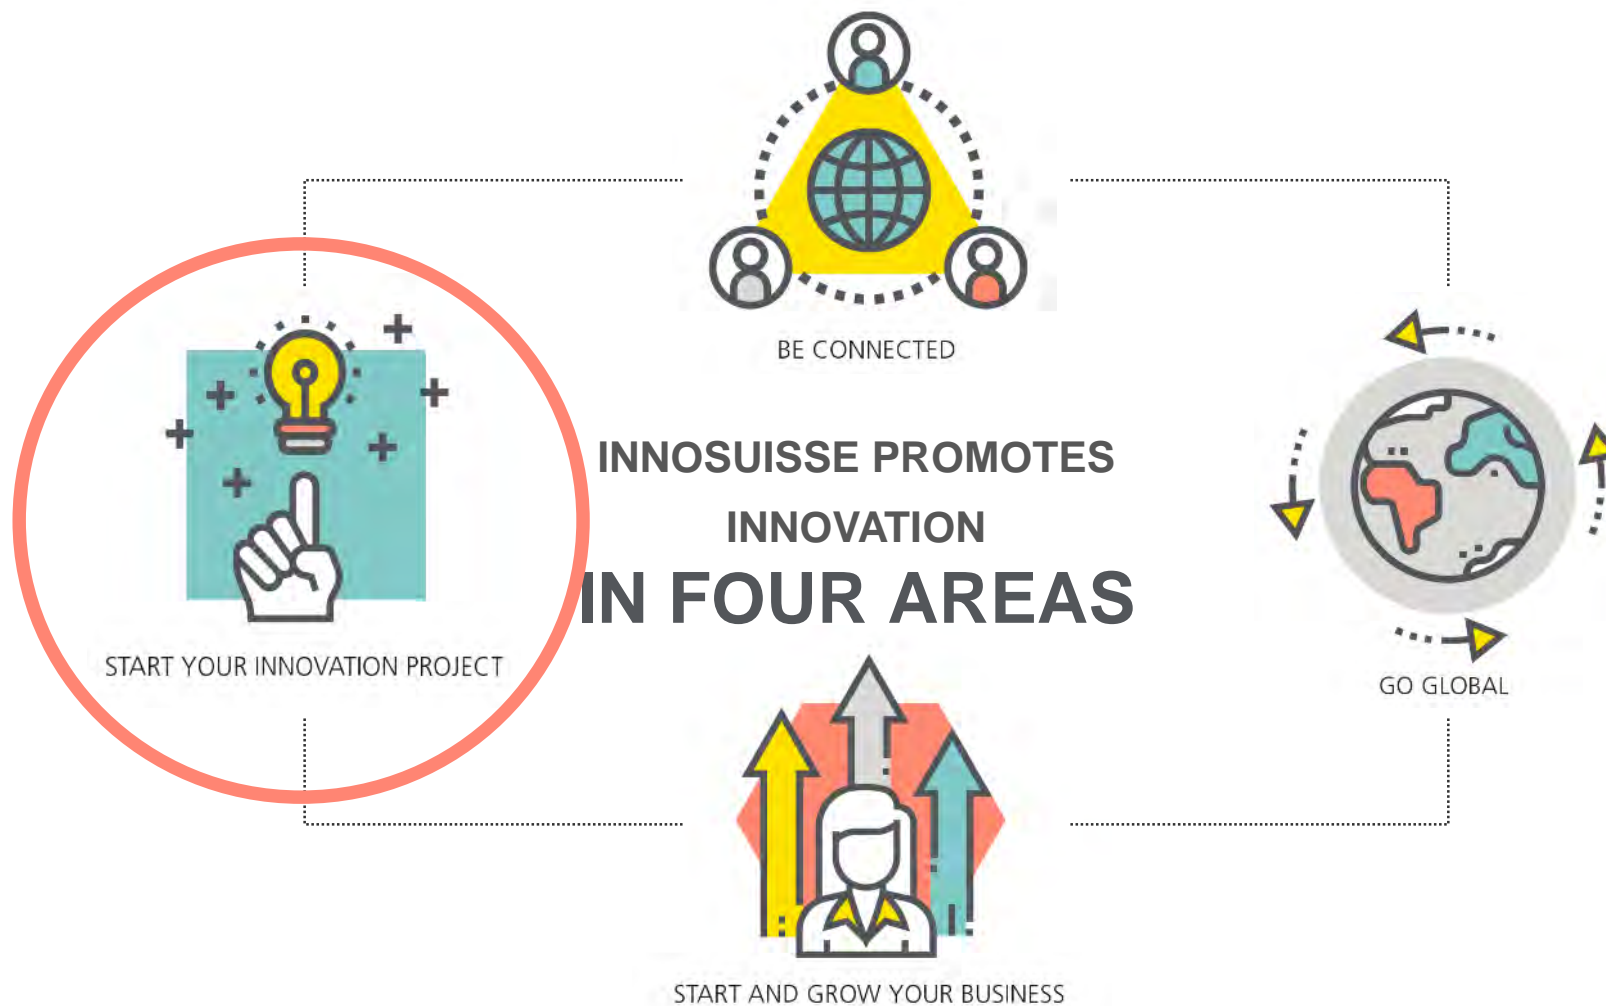 BE CONNECTED
INNOSUISSE PROMOTES
INNOVATION
IN FOUR AREAS
START YOUR INNOVATION PROJECT
GO GLOBAL
START AND GROW YOUR BUSINESS